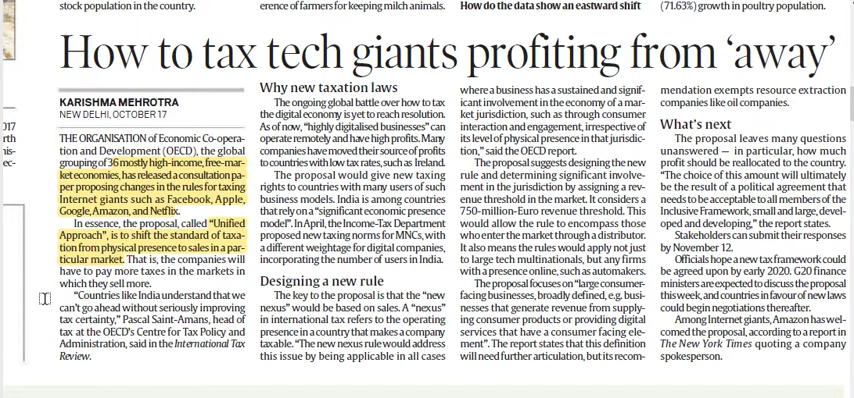 stock population in the country.
erence of farmers for keeping milch animals.
How do the data show an eastward shift
(71.63%) growth in poultry population.
How to tax tech giants profiting from ‘away’
KARISHMA MEHROTRA
NEW DELHI, OCTOBER 17
THE ORGANISATION of Economic Co-opera-
tion and Development (OECD), the global
grouping of 36 mostly high-income, free-mar-
ket economies, has released a consultation pa-
per proposing changes in the rules for taxing
Internet giants such as Facebook, Apple,
Google, Amazon, and Netflix.
In essence, the proposal, called “Unified
Approach”, is to shift the standard of taxa-
tion from physical presence to sales in a par-
ticular market. That is, the companies will
have to pay more taxes in the markets in
which they sell more.
“Countries like India understand that we
can’t go ahead without seriously improving
tax certainty,” Pascal Saint-Amans, head of
tax at the OECD’s Centre for Tax Policy and
Administration, said in the International Tax
Review.
Why new taxation laws
The ongoing global battle over how to tax
the digital economy is yet to reach resolution.
As of now, “highly digitalised businesses” can
operate remotely and have high profits. Many
companies have moved their source of profits
to countries with low tax rates, such as Ireland.
The proposal would give new taxing
rights to countries with many users of such
business models. India is among countries
that rely on a “significant economic presence
model”. In April, the Income-Tax Department
proposed new taxing norms for MNCs, with
a different weightage for digital companies,
incorporating the number of users in India.
Designing a new rule
The key to the proposal is that the “new
nexus” would be based on sales. A “nexus”
in intentional tax refers to the operating
presence in a country that makes a company
taxable. “The new nexus rule would address
this issue by being applicable in all cases
where a business has a sustained and signif-
icant involvement in the economy of a mar-
ket jurisdiction, such as through consumer
interaction and engagement, irrespective of
its level of physical presence in that jurisdic-
tion,” said the OECD report.
The proposal suggests designing the new
rule and determining significant involve-
ment in the jurisdiction by assigning a rev-
enue threshold in the market. It considers a
750-million-Euro revenue threshold. This
would allow the rule to encompass those
who enter the market through a distributor.
It also means the rules would apply not just
to large tech multinationals, but any firms
with a presence online, such as automakers.
The proposal focuses on “large consumer-
facing businesses, broadly defined, e.g. busi-
nesses that generate revenue from supply-
ing consumer products or providing digital
services that have a consumer facing ele-
ment”. The report states that this definition
will need further articulation, but its recom-
mendation exempts resource extraction
companies like oil companies.
What’s next
The proposal leaves many questions
unanswered — in particular, how much
profit should be reallocated to the country.
“The choice of this amount will ultimately
be the result of a political agreement that
needs to be acceptable to all members of the
Inclusive Framework, small and large, devel-
oped and developing,” the report states.
Stakeholders can submit their responses
by November 12.
Officials hope a new tax framework could
be agreed upon by early 2020. G20 finance
ministers are expected to discuss the proposal
this week, and countries in favour of new laws
could begin negotiations thereafter.
Among Internet giants, Amazon has wel-
comed the proposal, according to a report in
The New York Times quoting a company
spokesperson.